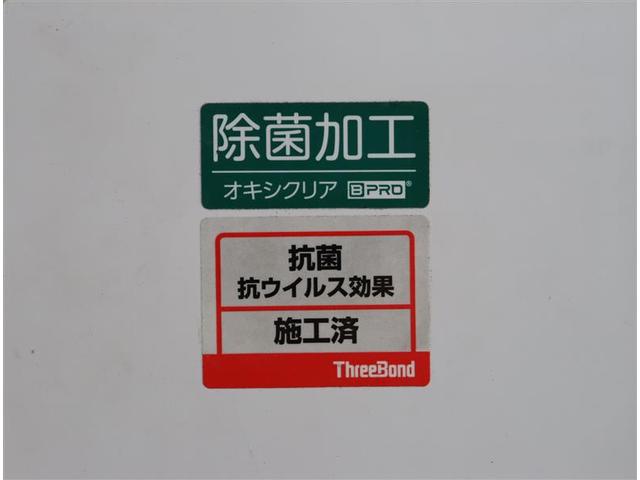 除菌加工
オキシクリア BPRO®
抗菌
抗ウイルス効果
施工済
ThreeBond